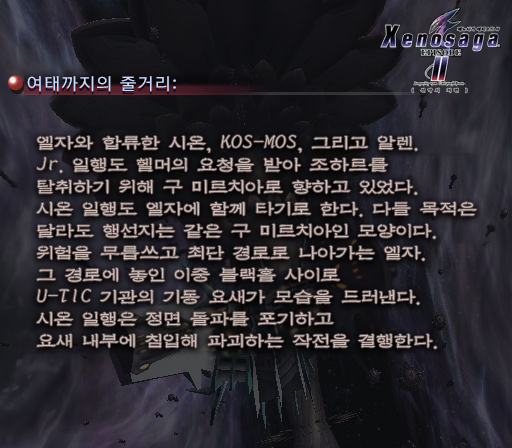 Xenosaga
EPISODE
II
여태까지의 줄거리:
엘자와 합류한 시온, KOS-MOS, 그리고 알렌.
Jr. 일행도 헬머의 요청을 받아 조하르를
탈취하기 위해 구 미르치아로 향하고 있었다.
시온 일행도 엘자에 함께 타기로 한다. 다들 목적은
달라도 행선지는 같은 구 미르치아인 모양이다.
위험을 무릅쓰고 최단 경로로 나아가는 엘자.
그 경로에 놓인 이중 블랙홀 사이로
U-TIC 기관의 기동 요새가 모습을 드러낸다.
시온 일행은 정면 돌파를 포기하고
요새 내부에 침입해 파괴하는 작전을 결행한다.